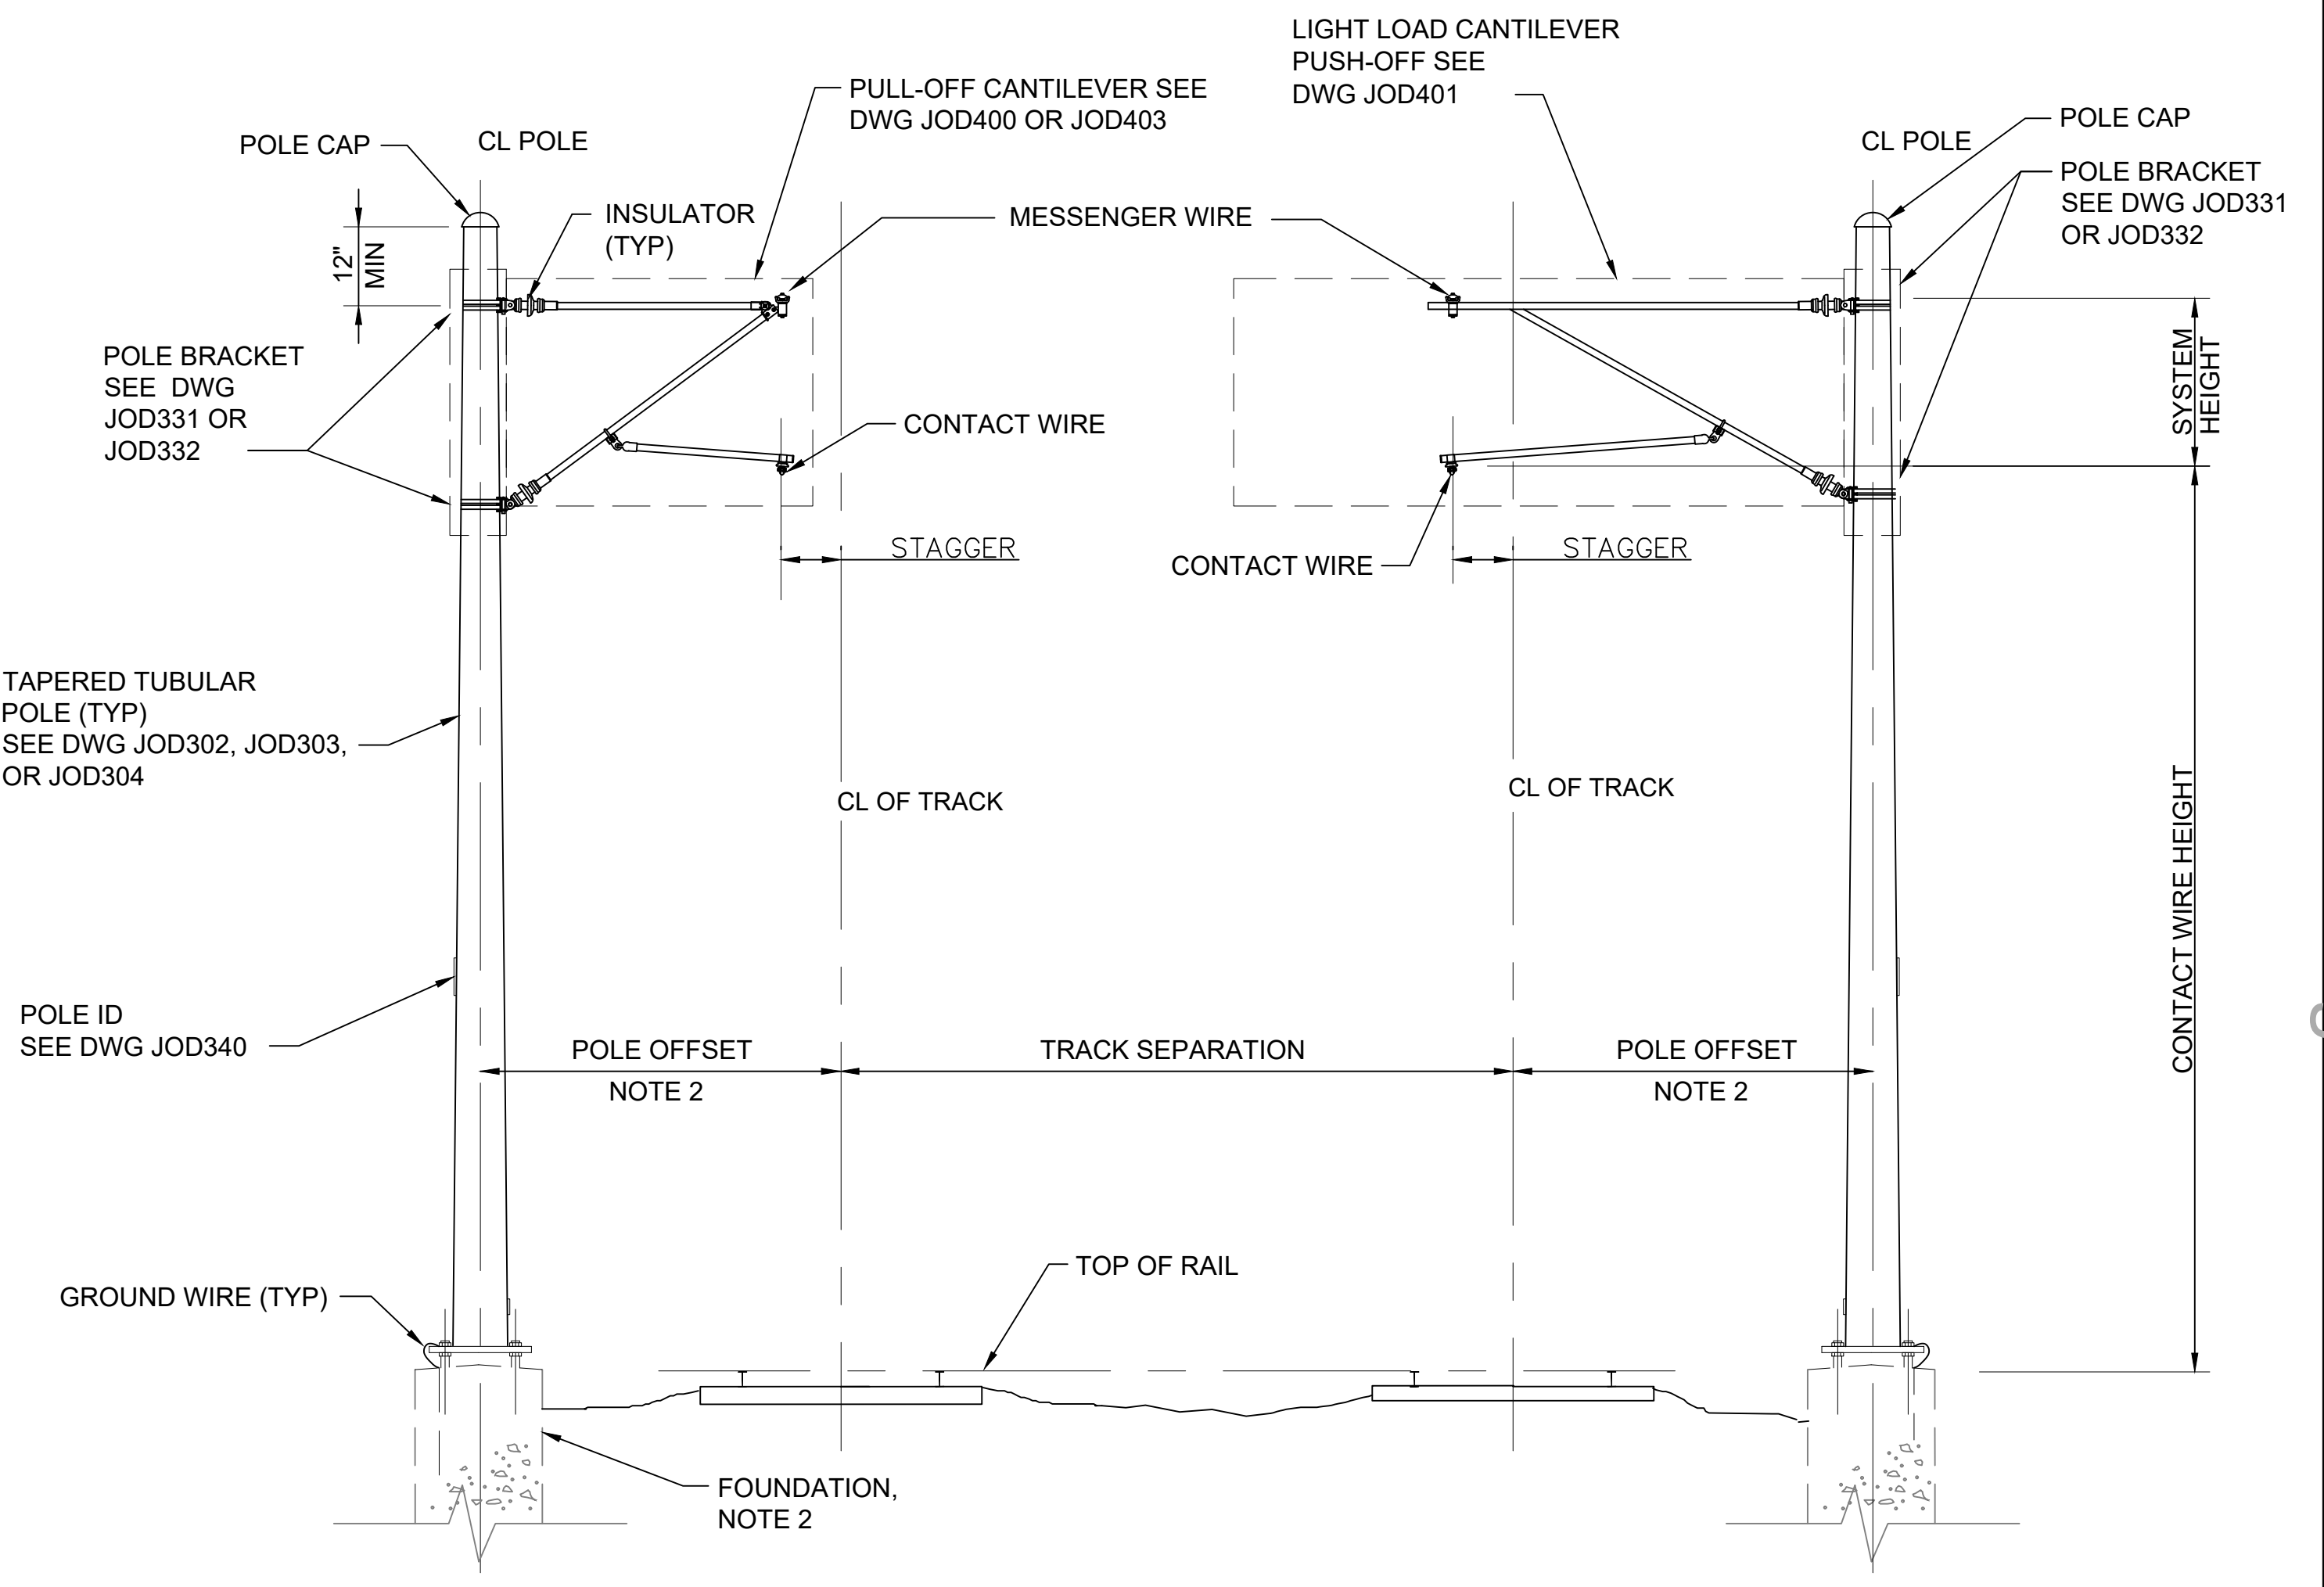 LIGHT LOAD CANTILEVER
PUSH-OFF SEE
DWG JOD401
PULL-OFF CANTILEVER SEE
DWG JOD400 OR JOD403
POLE CAP
CL POLE
CL POLE
POLE CAP
POLE BRACKET
SEE DWG JOD331
OR JOD332
INSULATOR
(TYP)
MESSENGER WIRE
12"
MIN
POLE BRACKET
SEE DWG
JOD331 OR
JOD332
SYSTEM
HEIGHT
CONTACT WIRE
STAGGER
CONTACT WIRE
STAGGER
TAPERED TUBULAR
POLE (TYP)
SEE DWG JOD302, JOD303,
OR JOD304
CL OF TRACK
CL OF TRACK
CONTACT WIRE HEIGHT
POLE ID
SEE DWG JOD340
POLE OFFSET
NOTE 2
TRACK SEPARATION
POLE OFFSET
NOTE 2
TOP OF RAIL
GROUND WIRE (TYP)
FOUNDATION,
NOTE 2